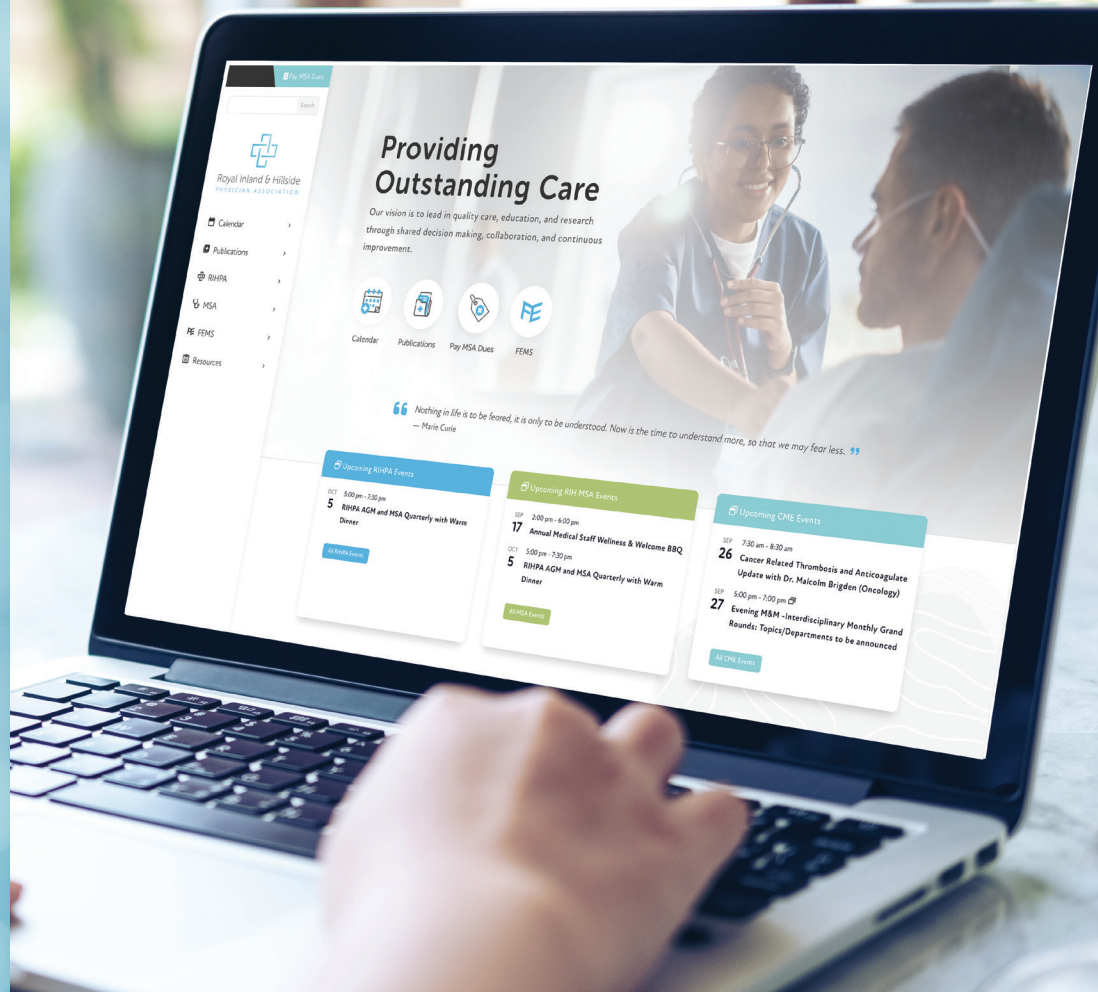 Pay MSA Dues
Search
Royal Inland & Hillside
PHYSICIAN ASSOCIATION
Calendar
Publications
RIHPA
MSA
FE FEMS
Resources
Providing
Outstanding Care
Our vision is to lead in quality care, education, and research
through shared decision making, collaboration, and continuous
improvement.
FE
Calendar
Publications
Pay MSA Dues
FEMS
Nothing in life is to be feared, it is only to be understood. Now is the time to understand more, so that we may fear less.
— Marie Curie
Upcoming RIHPA Events
OCT
5
5:00 pm - 7:30 pm
RIHPA AGM and MSA Quarterly with Warm
Dinner
All RIHPA Events
Upcoming RIH MSA Events
SEP
17
2:00 pm - 6:00 pm
Annual Medical Staff Wellness & Welcome BBQ
OCT
5
5:00 pm - 7:30 pm
RIHPA AGM and MSA Quarterly with Warm
Dinner
All MSA Events
Upcoming CME Events
SEP
26
7:30 am - 8:30 am
Cancer Related Thrombosis and Anticoagulate
Update with Dr. Malcolm Brigden (Oncology)
SEP
27
5:00 pm - 7:00 pm
Evening M&M -Interdisciplinary Monthly Grand
Rounds: Topics/Departments to be announced
All CME Events